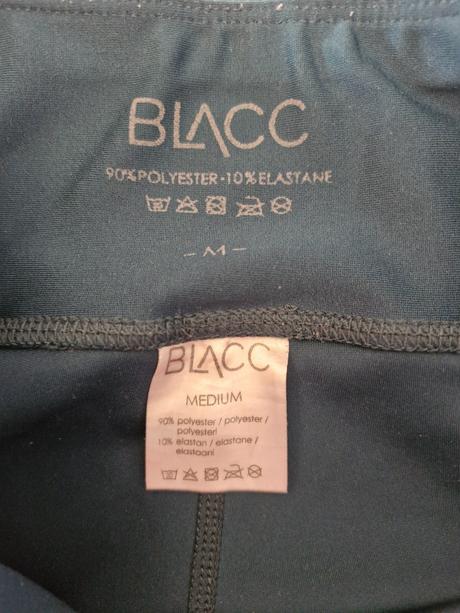 BLACC
90%POLYESTER·10%ELASTANE
-M-
BLACC
MEDIUM
90% polyester / polyester /
polyesteri
10% elastan / elastane /
elastaani